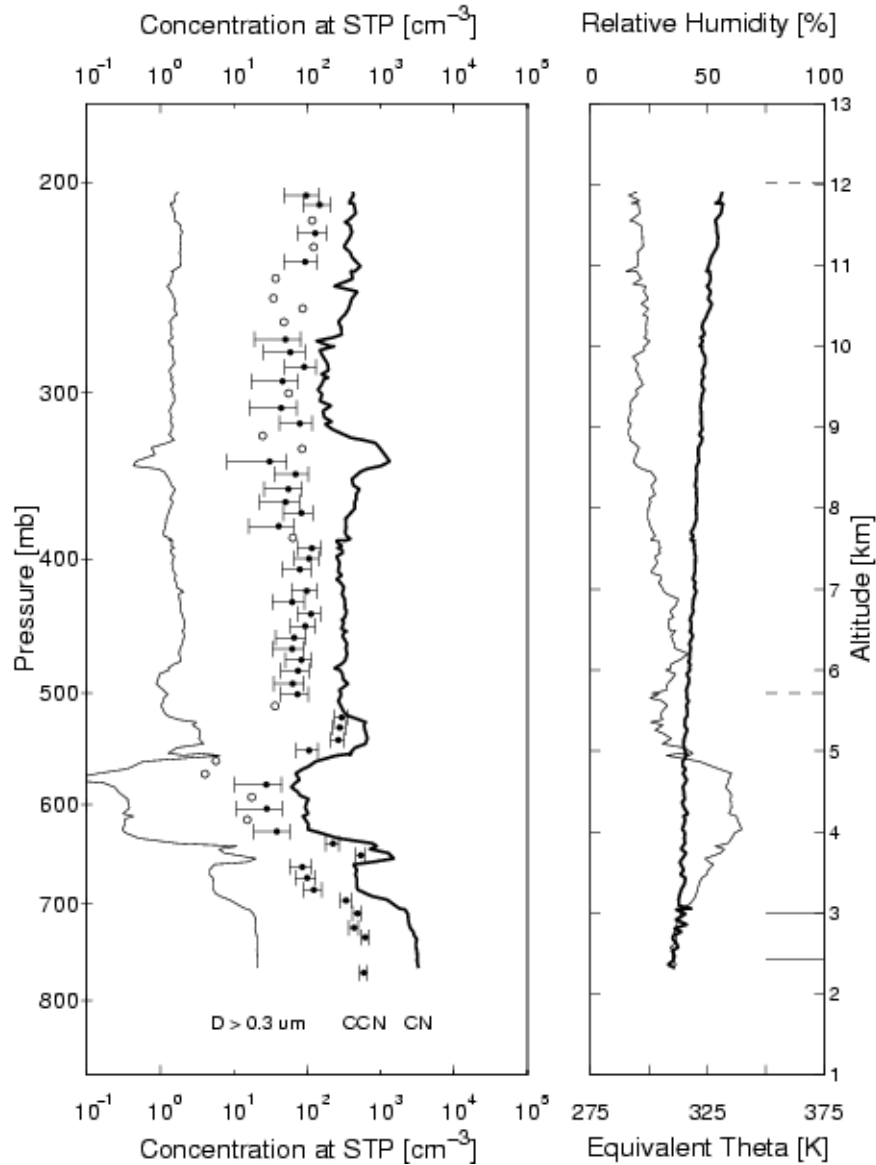 Concentration at STP [cm⁻³]
Relative Humidity [%]
10⁻¹ 10⁰ 10¹ 10² 10³ 10⁴ 10⁵
0 50 100
13
200
12
11
10
300
9
8
400
7
Pressure [mb]
Altitude [km]
6
500
5
600
4
700
3
800
2
D > 0.3 um CCN CN
1
10⁻¹ 10⁰ 10¹ 10² 10³ 10⁴ 10⁵
275 325 375
Concentration at STP [cm⁻³]
Equivalent Theta [K]